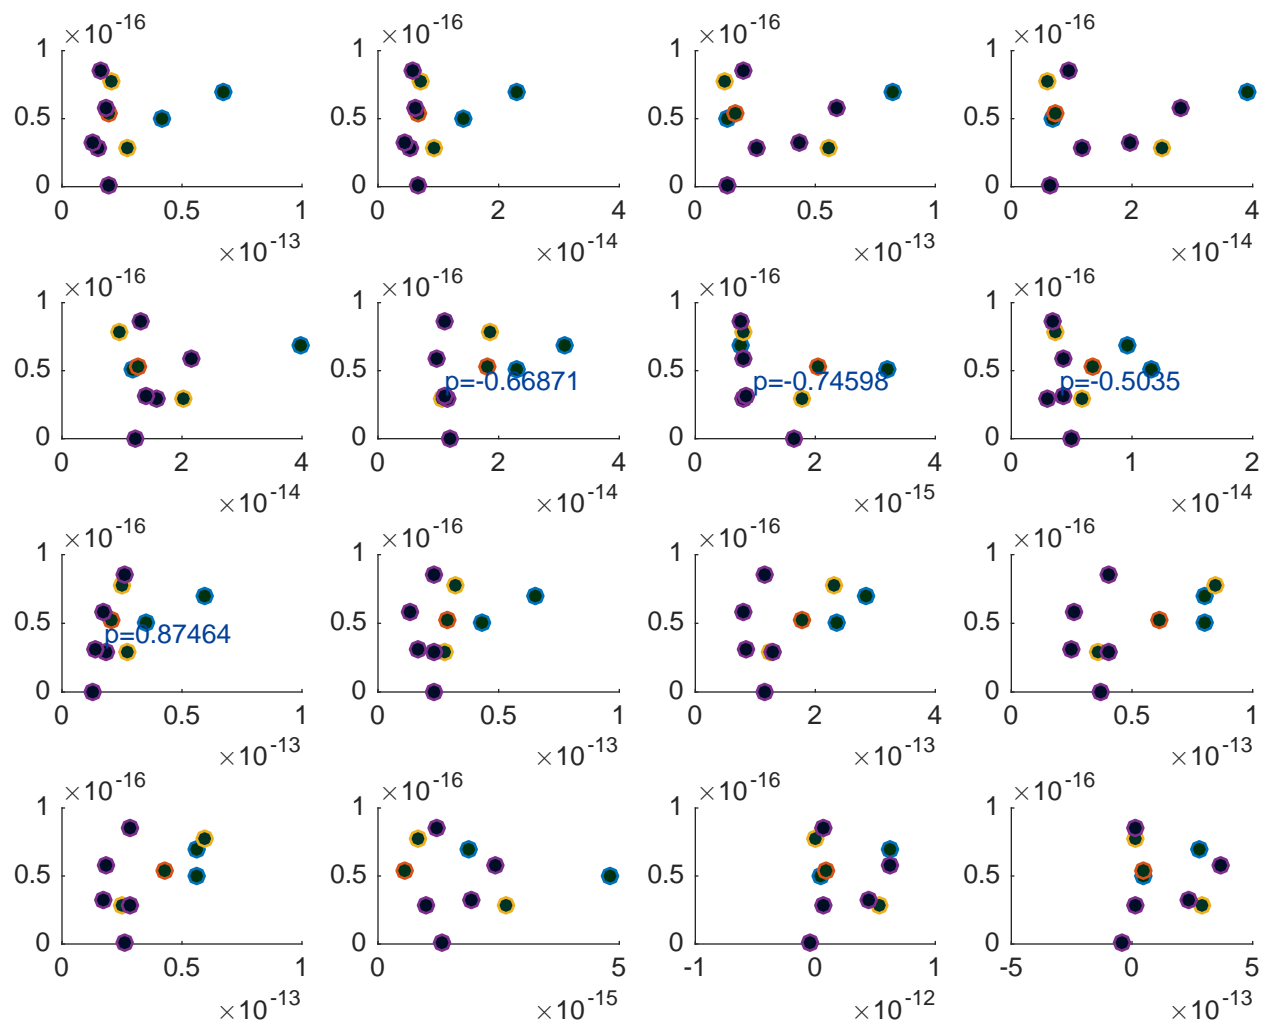 ×10-16 ×10-16 ×10-16 ×10-16
1 1 1 1
0.5 0.5 0.5 0.5
0 0 0 0
0 0.5 1 0 2 4 0 0.5 1 0 2 4
×10-13 ×10-14 ×10-13 ×10-14
×10-16 ×10-16 ×10-16 ×10-16
1 1 1 1
0.5 0.5 0.5 0.5
p=-0.66871 p=-0.74598 p=-0.5035
0 0 0 0
0 2 4 0 2 4 0 2 4 0 1 2
×10-14 ×10-14 ×10-15 ×10-14
×10-16 ×10-16 ×10-16 ×10-16
1 1 1 1
0.5 0.5 0.5 0.5
p=0.87464
0 0 0 0
0 0.5 1 0 0.5 1 0 2 4 0 0.5 1
×10-13 ×10-13 ×10-13 ×10-13
×10-16 ×10-16 ×10-16 ×10-16
1 1 1 1
0.5 0.5 0.5 0.5
0 0 0 0
0 0.5 1 0 5 -1 0 1 -5 0 5
×10-13 ×10-15 ×10-12 ×10-13